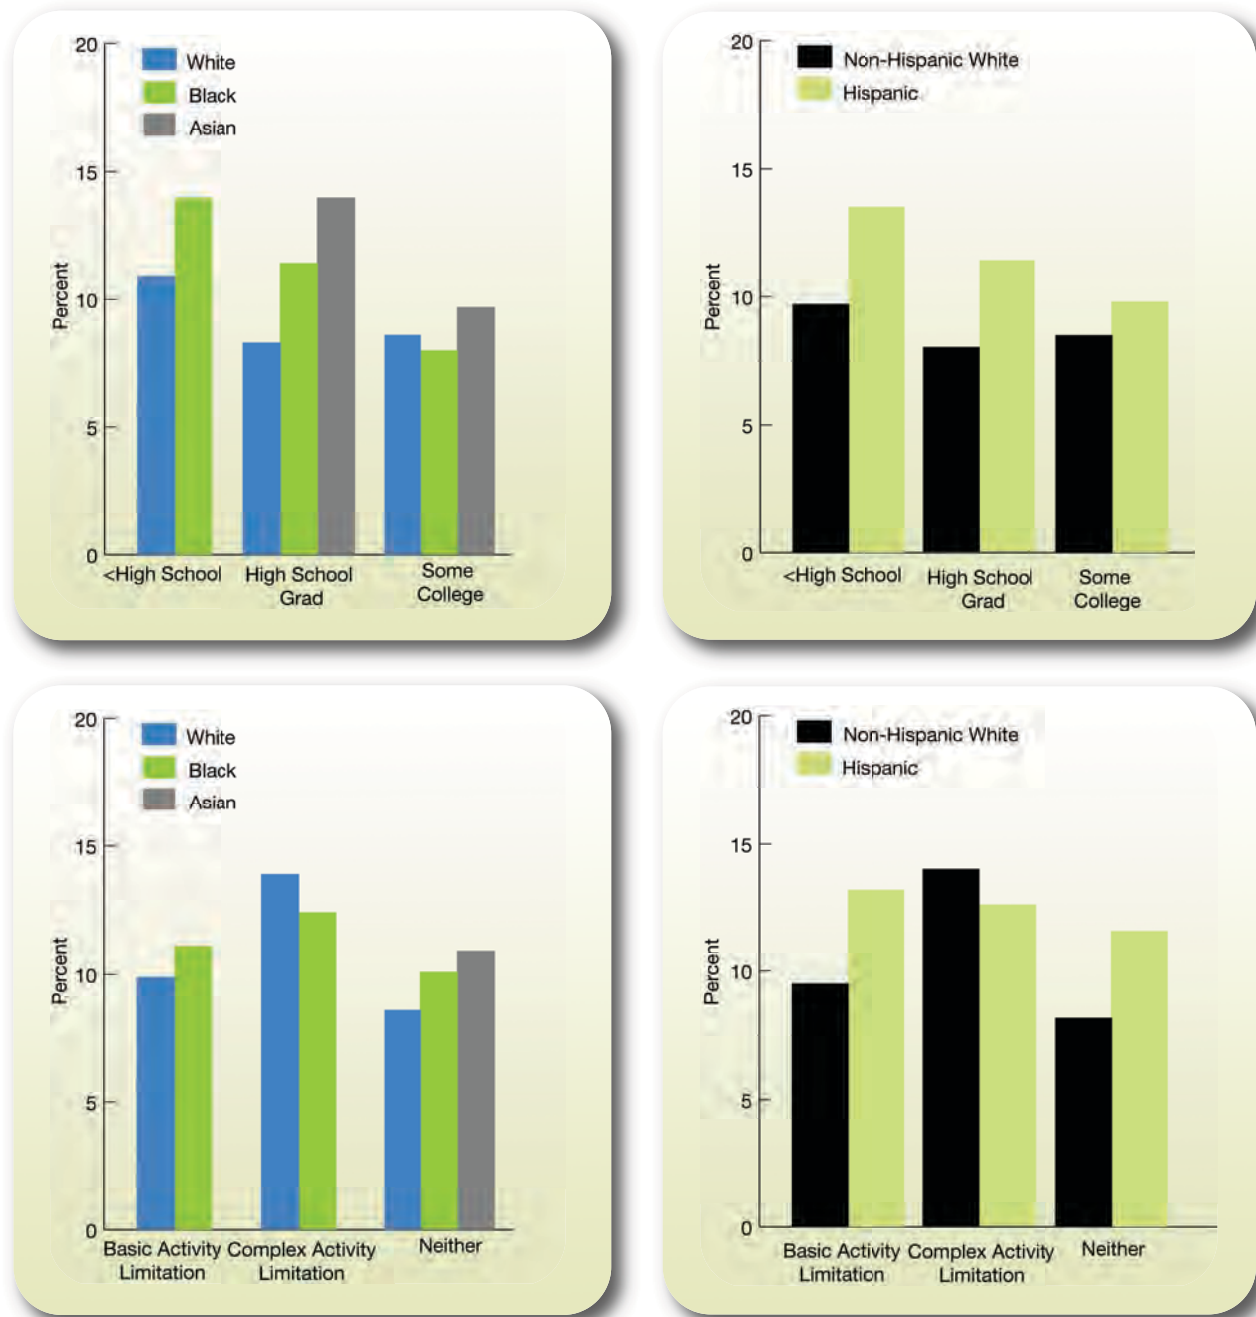 20
White
Black
Asian
15
10
5
0
Percent
<High School
High School
Grad
Some
College
20
Non-Hispanic White
Hispanic
15
10
5
0
Percent
<High School
High School
Grad
Some
College
20
White
Black
Asian
15
10
5
0
Percent
Basic Activity
Limitation
Complex Activity
Limitation
Neither
20
Non-Hispanic White
Hispanic
15
10
5
0
Percent
Basic Activity
Limitation
Complex Activity
Limitation
Neither